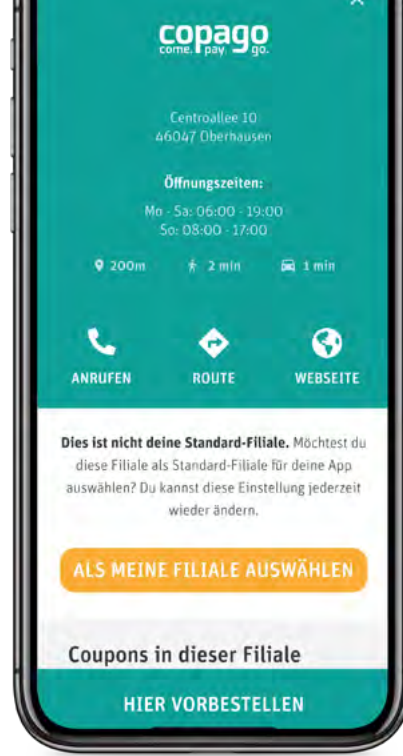 copago
come. pay. go.
Centroallee 10
46047 Oberhausen
Öffnungszeiten:
Mo - Sa: 06:00 - 19:00
So: 08:00 - 17:00
200m 2 min 1 min
ANRUFEN ROUTE WEBSEITE
Dies ist nicht deine Standard-Filiale. Möchtest du
diese Filiale als Standard-Filiale für deine App
auswählen? Du kannst diese Einstellung jederzeit
wieder ändern.
ALS MEINE FILIALE AUSWÄHLEN
Coupons in dieser Filiale
HIER VORBESTELLEN